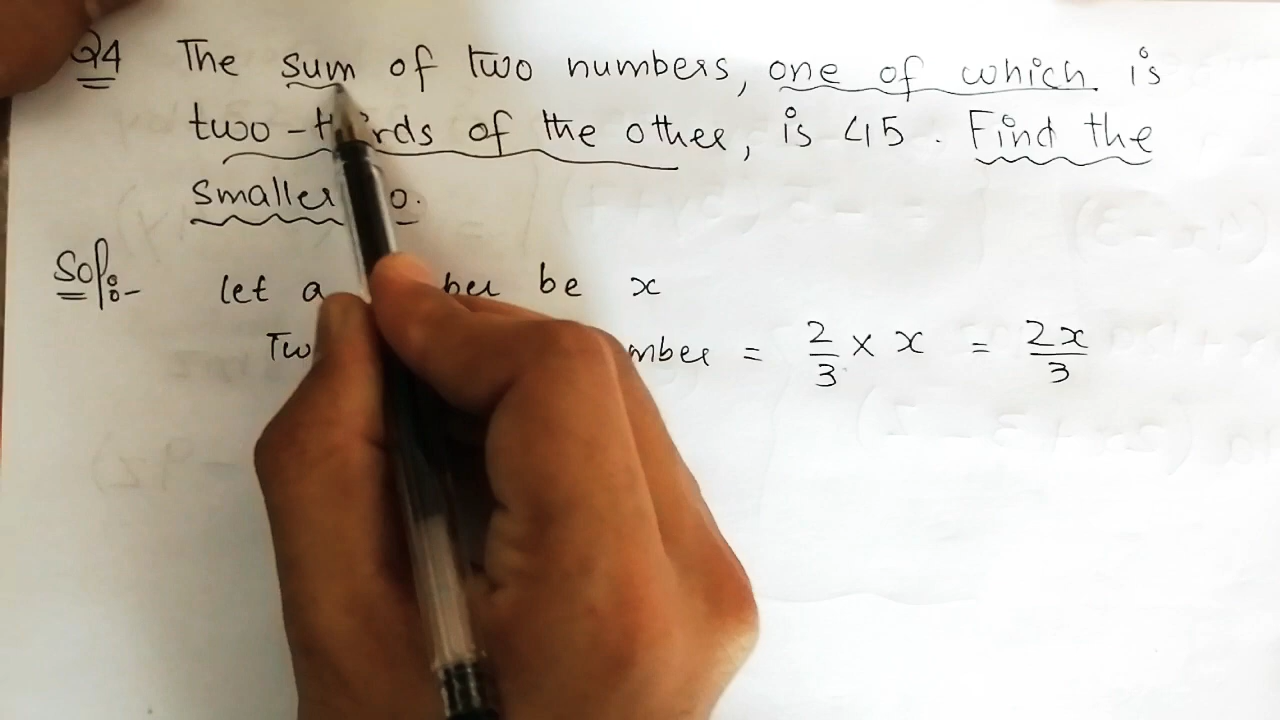 Q4 The sum of two numbers, one of which is
two-thirds of the other, is 45. Find the
smaller no.
Sol:- let a be x
= 2/3 × x = 2x/3